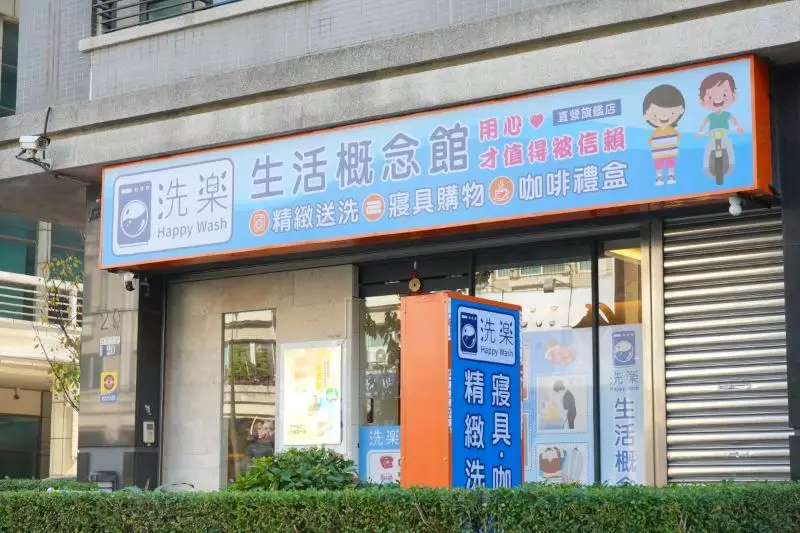 洗楽
Happy Wash
生活概念館
用心♥
直營旗艦店
才值得被信賴
精緻送洗
寢具購物
咖啡禮盒
洗楽
Happy Wash
寢具·咖
精緻洗
洗楽
洗楽
生活概
20